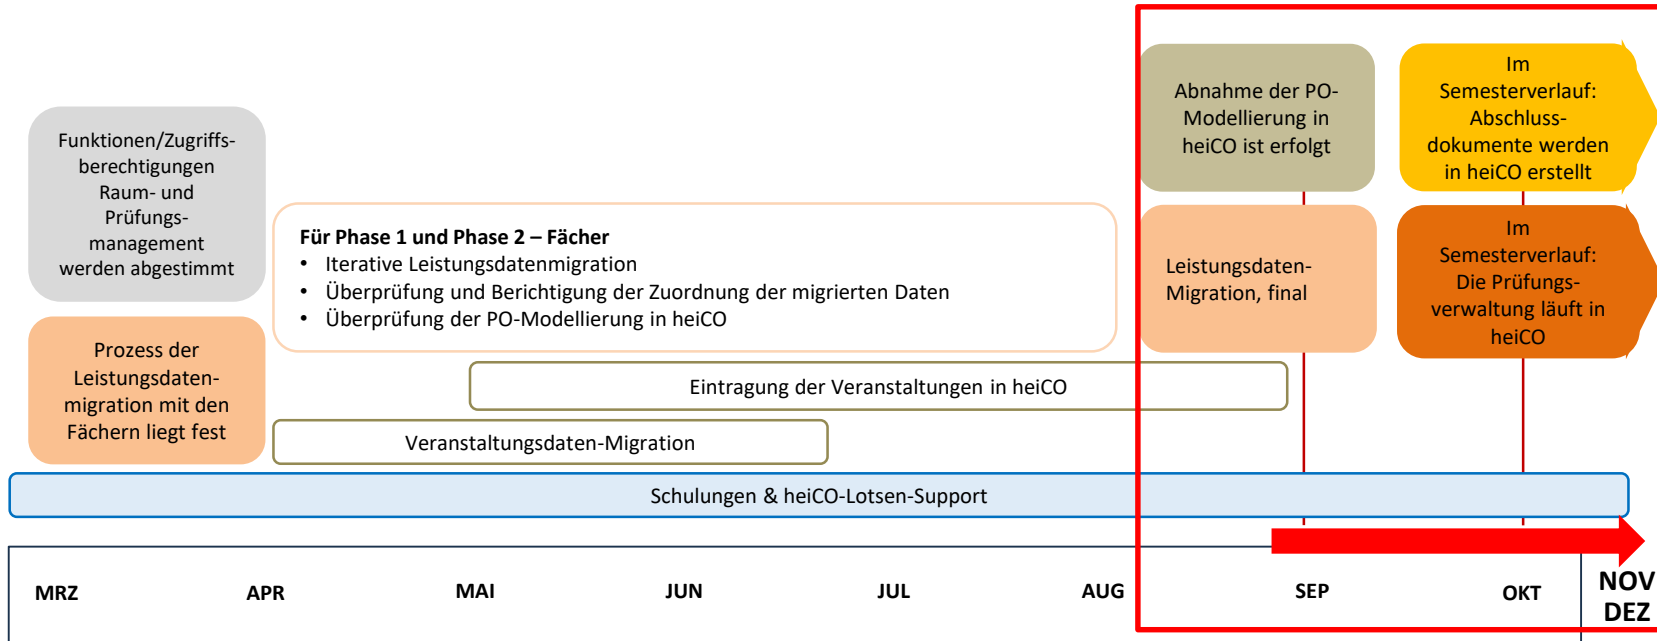 Funktionen/Zugriffs-
berechtigungen
Raum- und
Prüfungs-
management
werden abgestimmt
Prozess der
Leistungsdaten-
migration mit den
Fächern liegt fest
Für Phase 1 und Phase 2 – Fächer
• Iterative Leistungsdatenmigration
• Überprüfung und Berichtigung der Zuordnung der migrierten Daten
• Überprüfung der PO-Modellierung in heiCO
Abnahme der PO-
Modellierung in
heiCO ist erfolgt
Leistungsdaten-
Migration, final
Im
Semesterverlauf:
Abschluss-
dokumente werden
in heiCO erstellt
Im
Semesterverlauf:
Die Prüfungs-
verwaltung läuft in
heiCO
Eintragung der Veranstaltungen in heiCO
Veranstaltungsdaten-Migration
Schulungen & heiCO-Lotsen-Support
MRZ
APR
MAI
JUN
JUL
AUG
SEP
OKT
NOV
DEZ